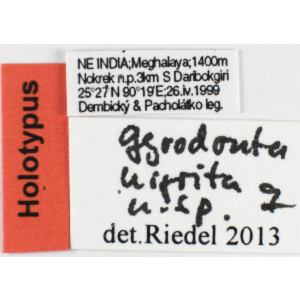 NE INDIA;Meghalaya;1400m
Nokrek n.p.3km S Daribokgiri
25°27'N 90°19'E;26.iv.1999
Dembický & Pacholátko leg.
Holotypus
Gyrodonta
nigrita
n.sp.
det.Riedel 2013